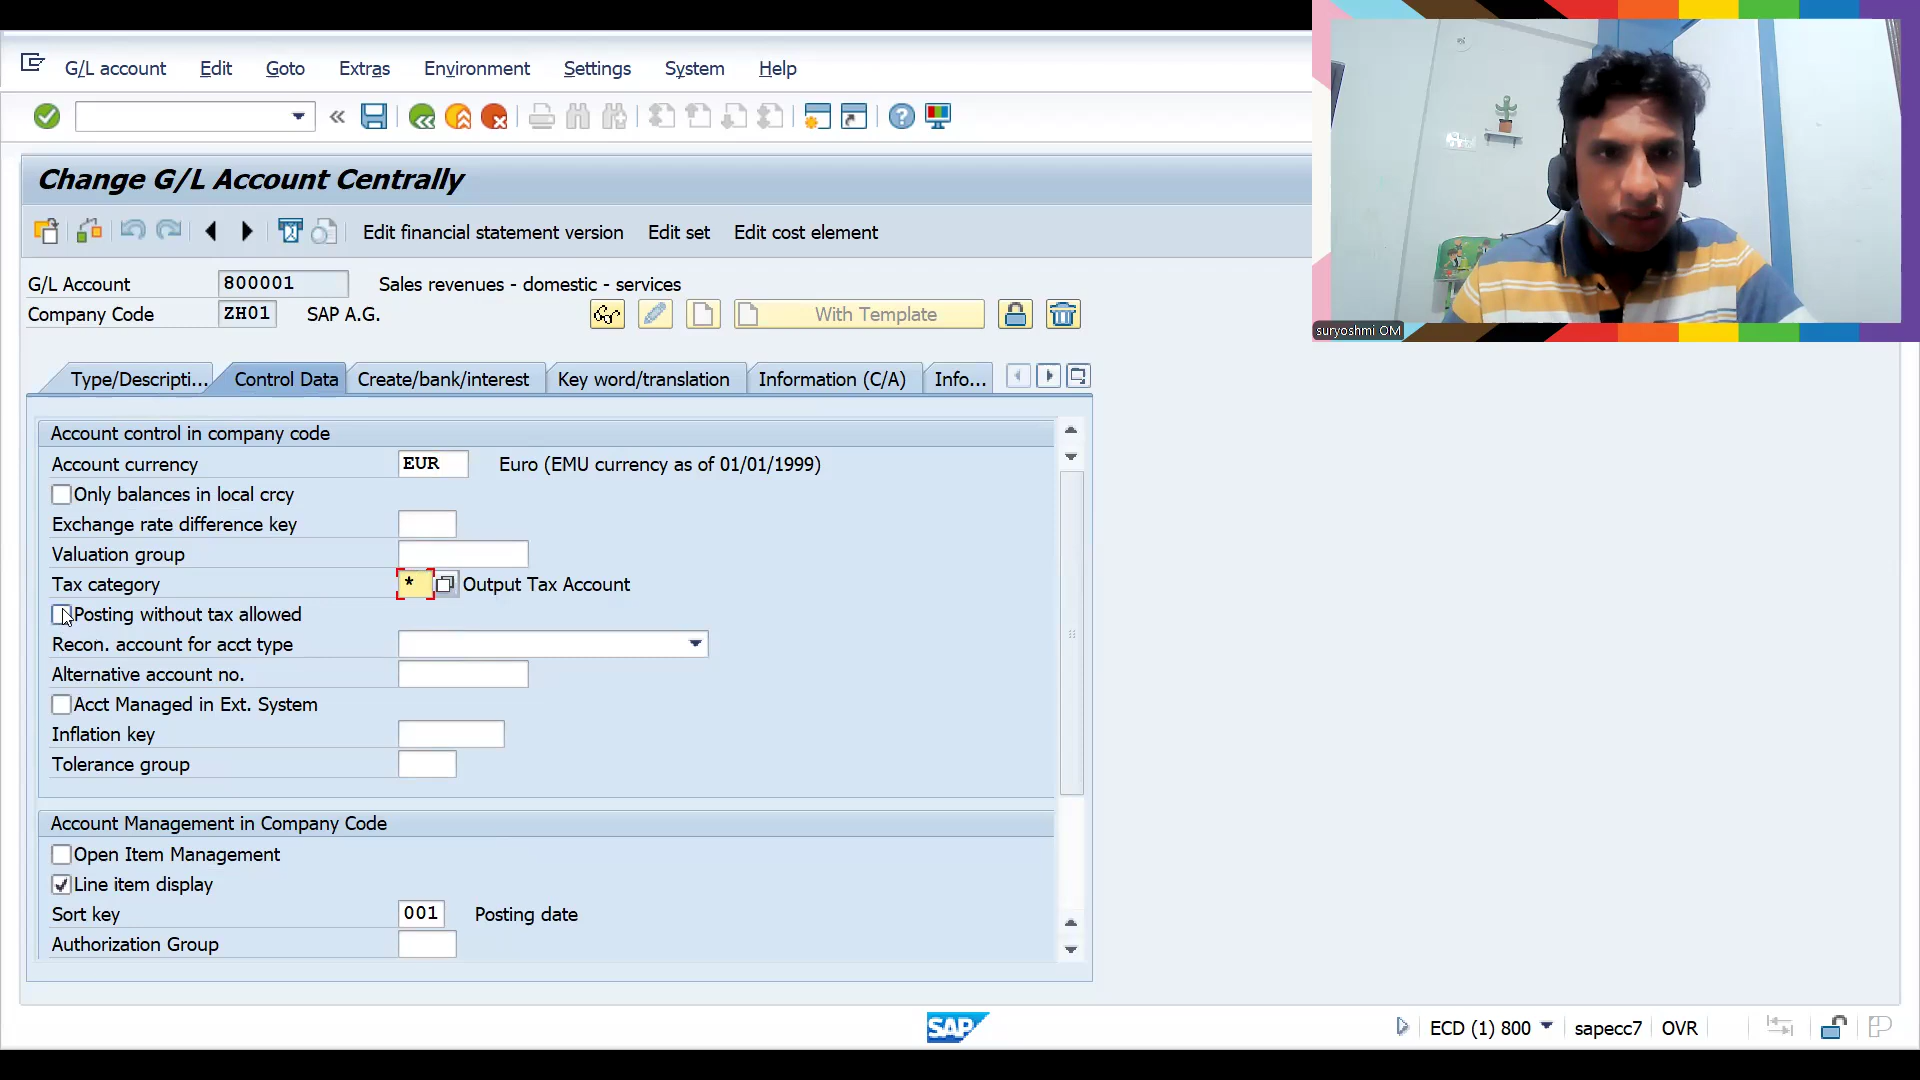 G/L account Edit Goto Extras Environment Settings System Help
Change G/L Account Centrally
Edit financial statement version Edit set Edit cost element
G/L Account 800001 Sales revenues - domestic - services
Company Code ZH01 SAP A.G.
With Template
suryoshmi OM
Type/Descripti... Control Data Create/bank/interest Key word/translation Information (C/A) Info...
Account control in company code
Account currency EUR Euro (EMU currency as of 01/01/1999)
Only balances in local crcy
Exchange rate difference key
Valuation group
Tax category * Output Tax Account
Posting without tax allowed
Recon. account for acct type
Alternative account no.
Acct Managed in Ext. System
Inflation key
Tolerance group
Account Management in Company Code
Open Item Management
Line item display
Sort key 001 Posting date
Authorization Group
SAP ECD (1) 800 sapecc7 OVR